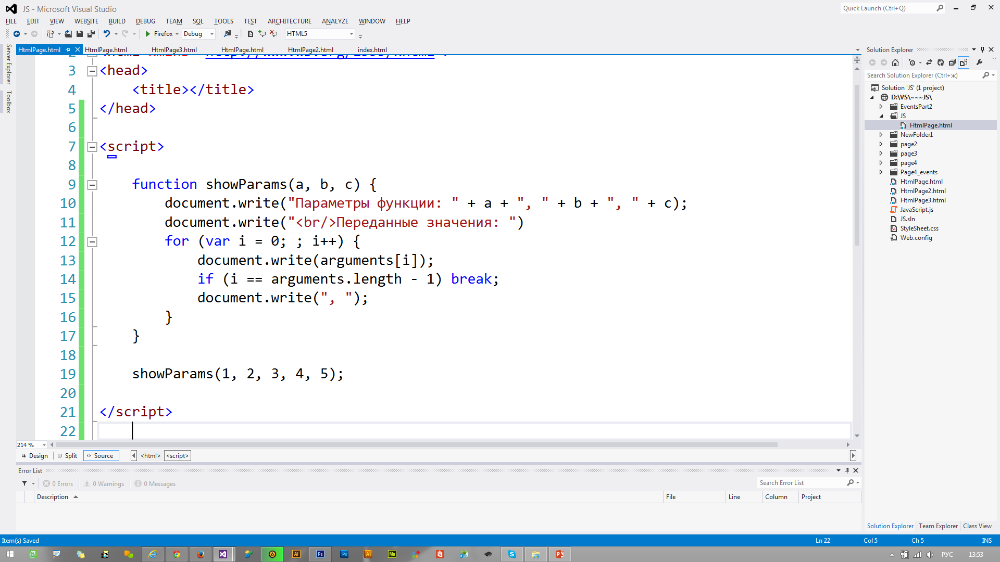 JS - Microsoft Visual Studio
Quick Launch (Ctrl+Q)
FILE EDIT VIEW WEBSITE BUILD DEBUG TEAM SQL TOOLS TEST ARCHITECTURE ANALYZE WINDOW HELP
Firefox Debug HTML5
Server Explorer
Toolbox
HtmlPage.html HtmlPage.html HtmlPage3.html HtmlPage.html HtmlPage2.html index.html
3 <head>
4 <title></title>
5 </head>
6
7 <script>
8
9 function showParams(a, b, c) {
10 document.write("Параметры функции: " + a + ", " + b + ", " + c);
11 document.write("<br/>Переданные значения: ")
12 for (var i = 0; ; i++) {
13 document.write(arguments[i]);
14 if (i == arguments.length - 1) break;
15 document.write(", ");
16 }
17 }
18
19 showParams(1, 2, 3, 4, 5);
20
21 </script>
22
214 %
Design Split Source <html> <script>
Error List
0 Errors 0 Warnings 0 Messages
Search Error List
Description File Line Column Project
Solution Explorer
Search Solution Explorer (Ctrl+ж)
Solution 'JS' (1 project)
D:\VS\~~~JS\
EventsPart2
JS
HtmlPage.html
NewFolder1
page2
page3
page4
Page4_events
HtmlPage.html
HtmlPage2.html
HtmlPage3.html
JavaScript.js
JS.sln
StyleSheet.css
Web.config
Solution Explorer Team Explorer Class View
Item(s) Saved Ln 22 Col 5 Ch 5 INS
Ai Ps Ps Ai Mu
РУС 13:53